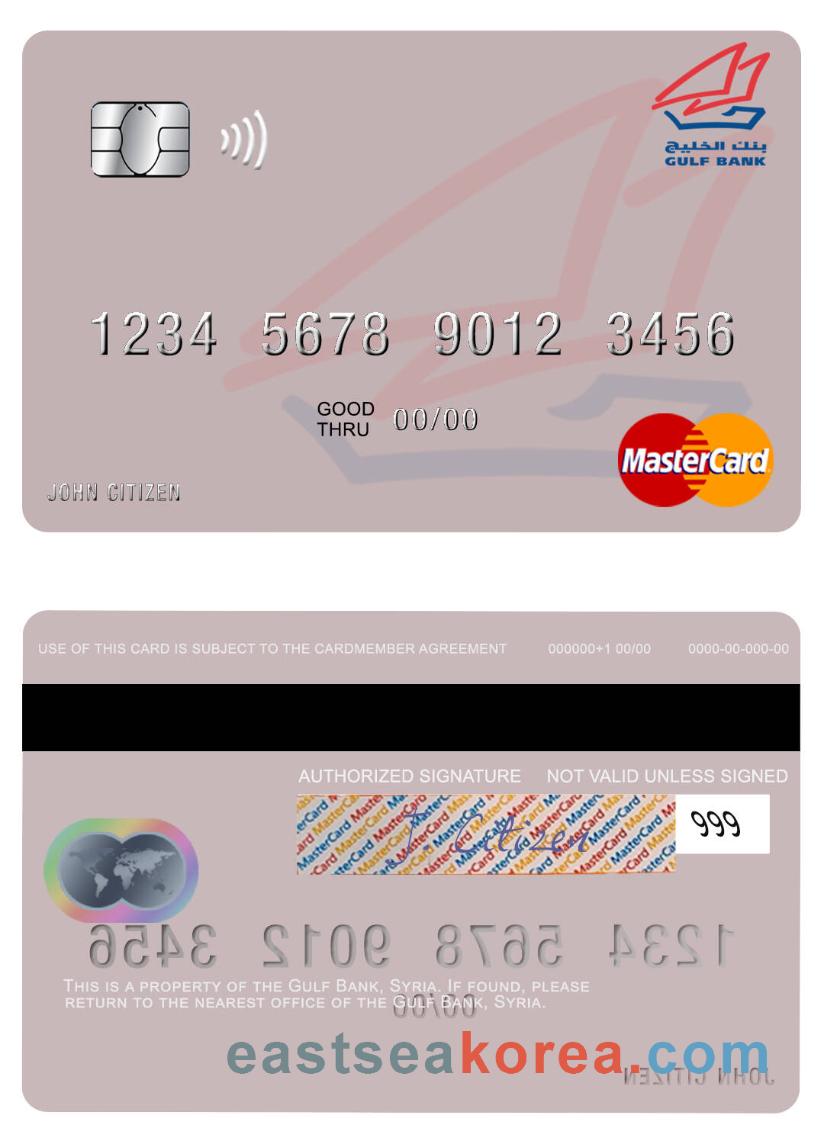 بنك الخليج
GULF BANK
1234 5678 9012 3456
GOOD
THRU 00/00
MasterCard
JOHN CITIZEN
USE OF THIS CARD IS SUBJECT TO THE CARDMEMBER AGREEMENT 000000+1 00/00 0000-00-000-00
AUTHORIZED SIGNATURE NOT VALID UNLESS SIGNED
MasterCard MasterCard MasterCard
J. Citizen 999
1234 5678 9012 3456
THIS IS A PROPERTY OF THE GULF BANK, SYRIA. IF FOUND, PLEASE
RETURN TO THE NEAREST OFFICE OF THE GULF BANK, SYRIA.
00/00
eastseakorea.com
JOHN CITIZEN